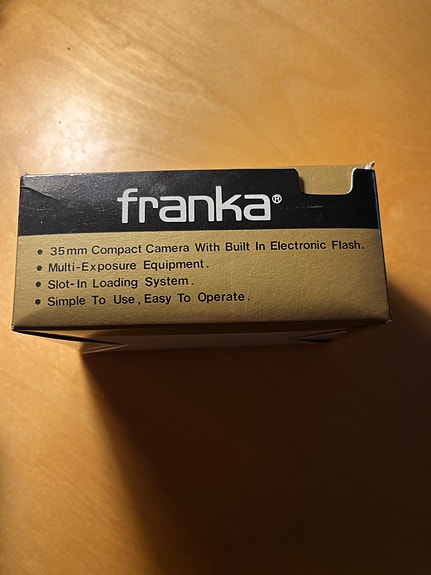 franka®
• 35mm Compact Camera With Built In Electronic Flash.
• Multi-Exposure Equipment.
• Slot-In Loading System.
• Simple To Use, Easy To Operate.